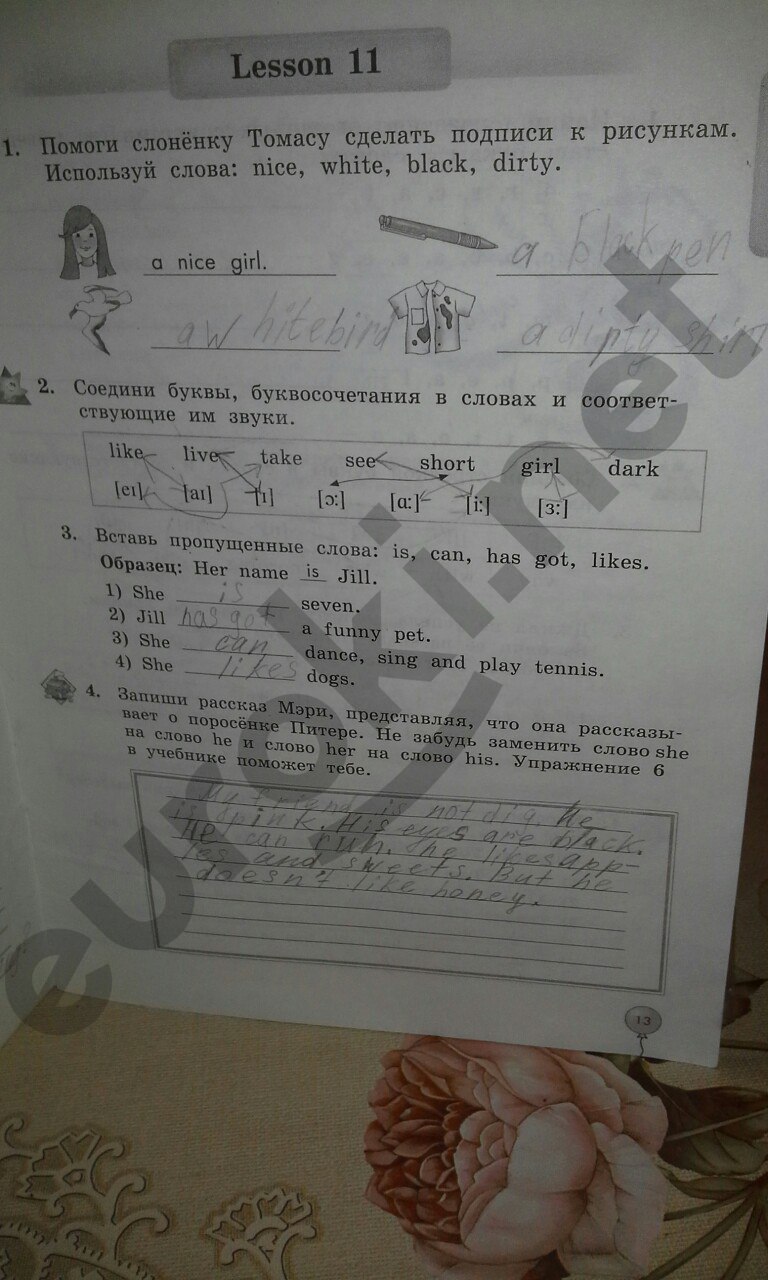 Lesson 11
1. Помоги слонёнку Томасу сделать подписи к рисункам.
Используй слова: nice, white, black, dirty.
a nice girl.
a black pen
a white bird
a dirty shirt
2. Соедини буквы, буквосочетания в словах и соответ-
ствующие им звуки.
like live take see short girl dark
[eɪ] [aɪ] [ɪ] [ɔ:] [ɑ:] [i:] [ɜ:]
3. Вставь пропущенные слова: is, can, has got, likes.
Образец: Her name is Jill.
1) She is seven.
2) Jill has got a funny pet.
3) She can dance, sing and play tennis.
4) She likes dogs.
4. Запиши рассказ Мэри, представляя, что она рассказы-
вает о поросёнке Питере. Не забудь заменить слово she
на слово he и слово her на слово his. Упражнение 6
в учебнике поможет тебе.
My friend is not dig. He
is pink. His eyes are black.
He can run. he likes app-
les and sweets. But he
doesn't like honey.
13
euroki.net